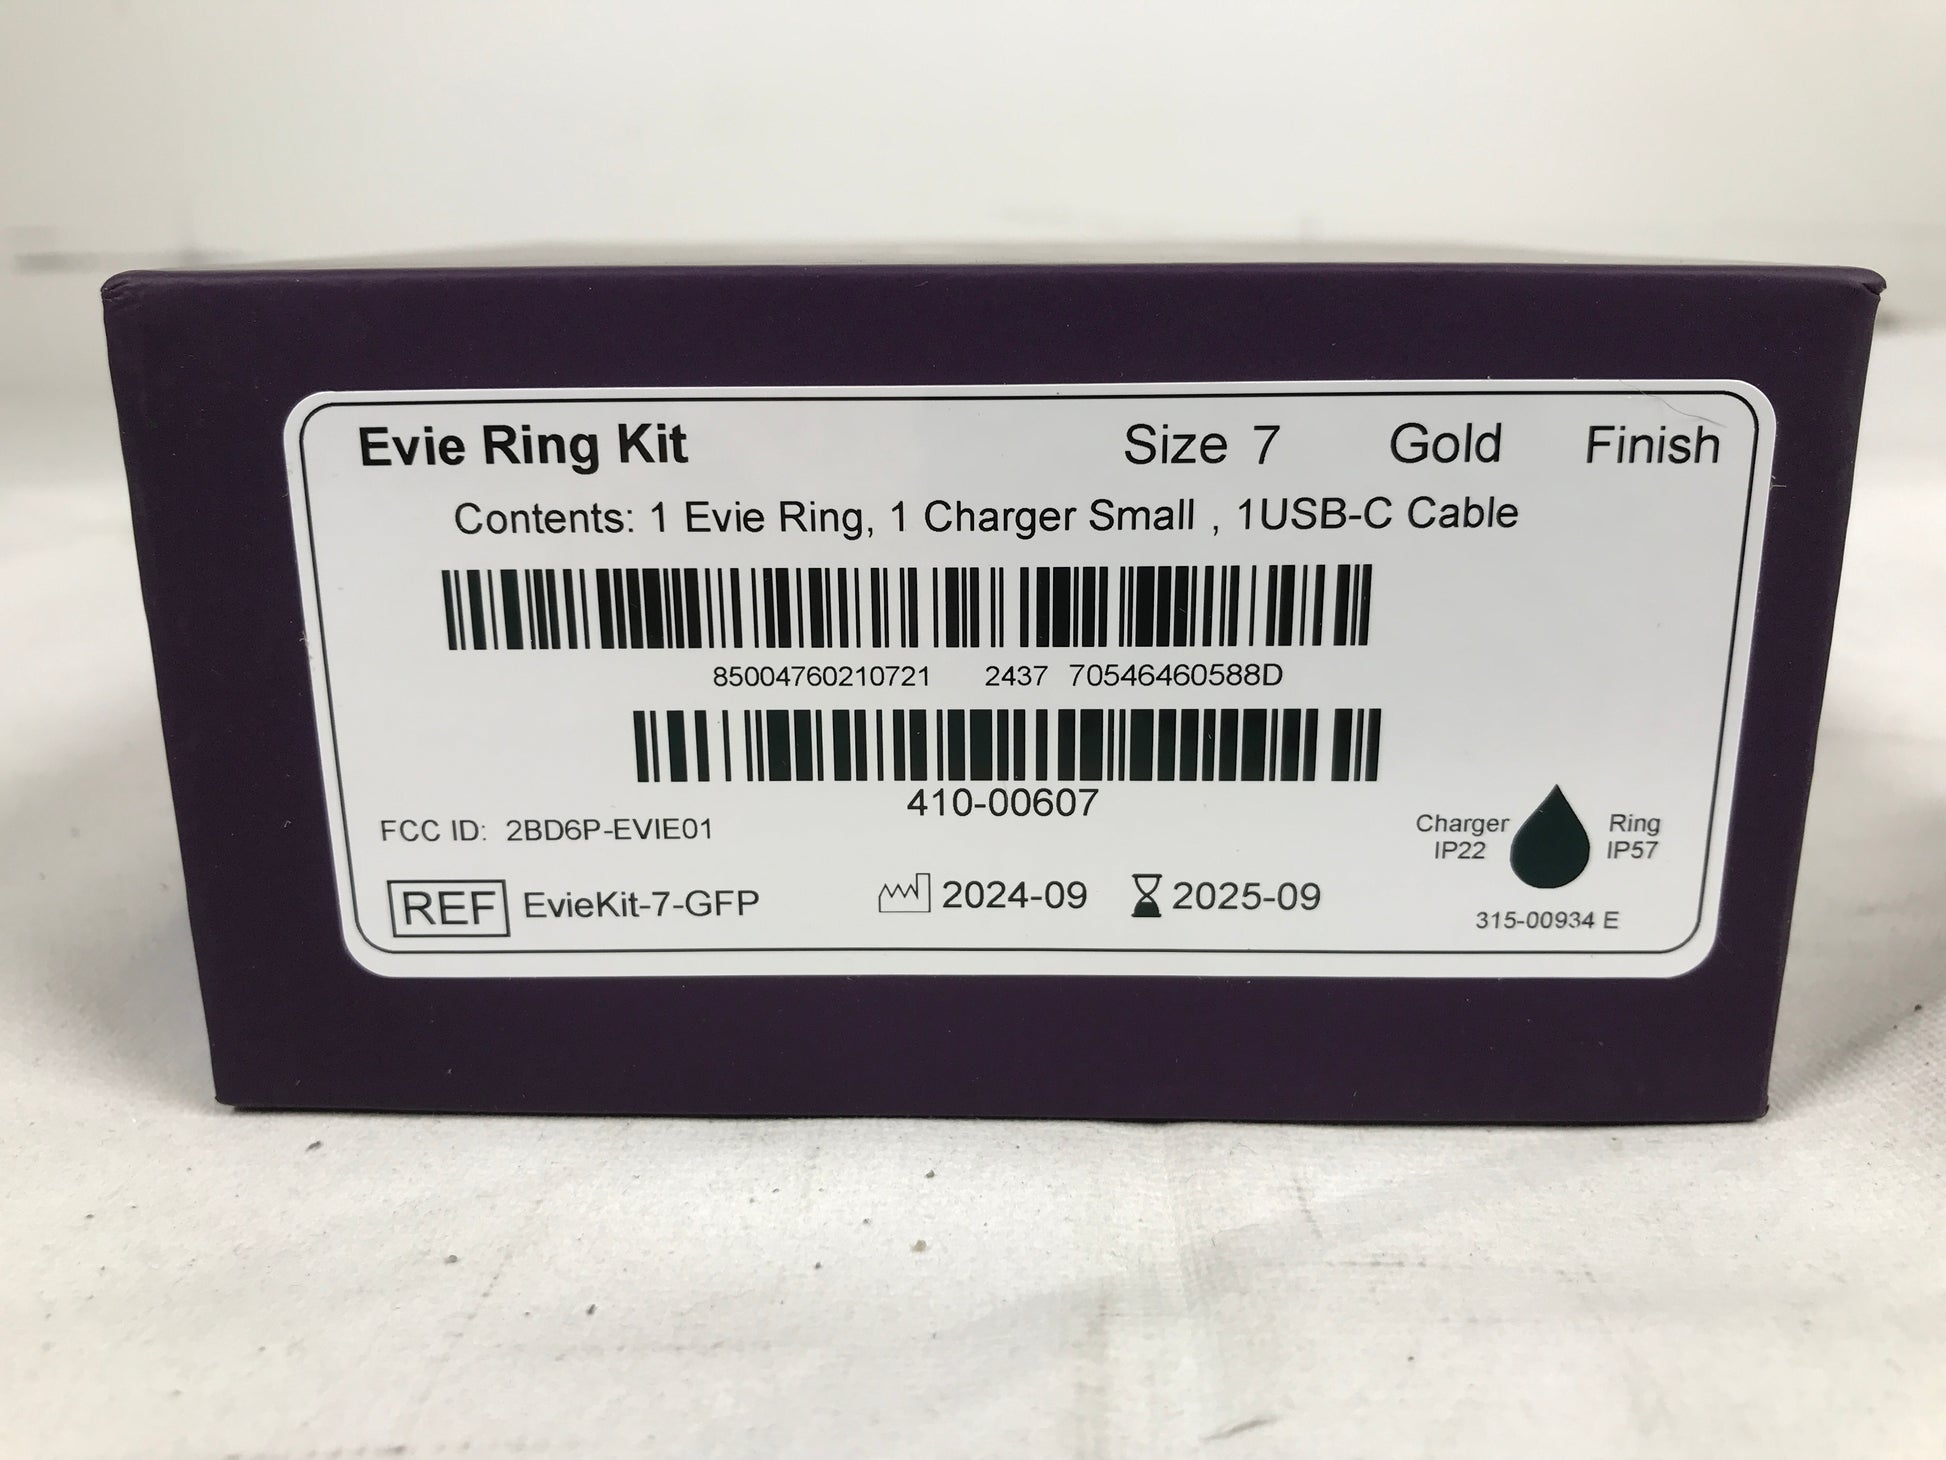 Evie Ring Kit Size 7 Gold Finish
Contents: 1 Evie Ring, 1 Charger Small , 1USB-C Cable
85004760210721 2437 70546460588D
410-00607
FCC ID: 2BD6P-EVIE01
Charger Ring
IP22 IP57
REF EvieKit-7-GFP 2024-09 2025-09
315-00934 E